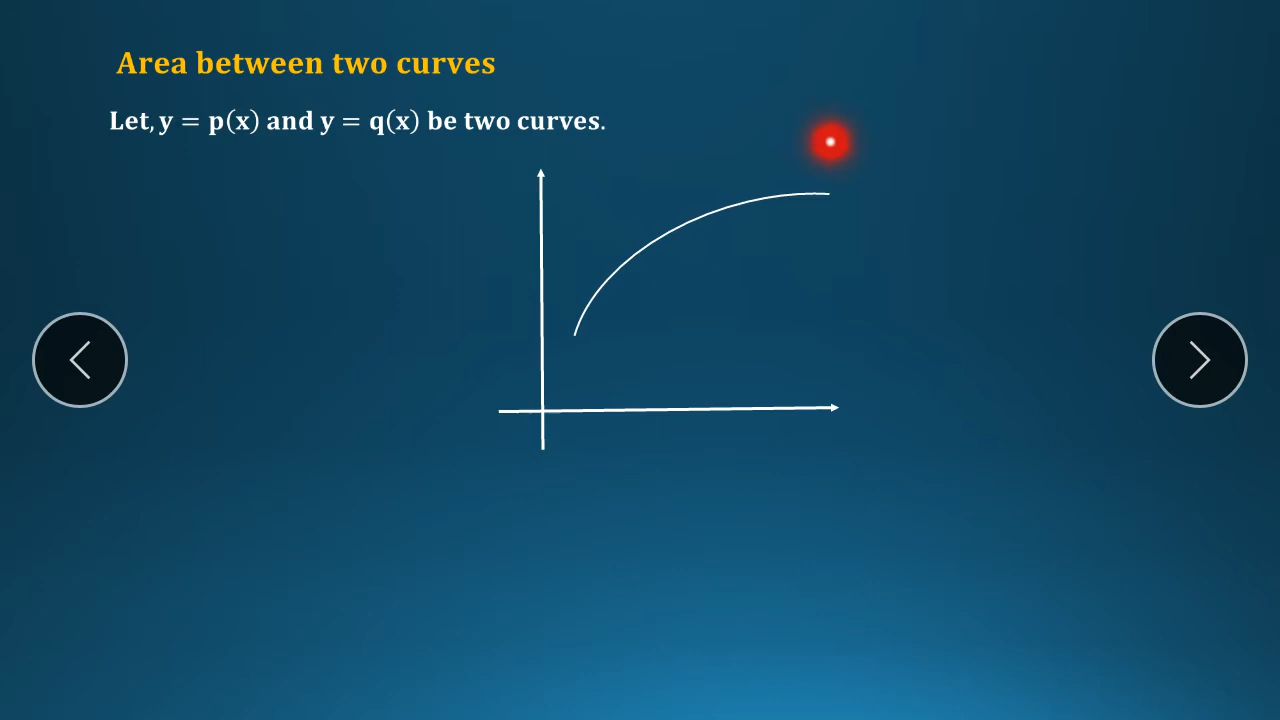 Area between two curves
Let, y = p(x) and y = q(x) be two curves.